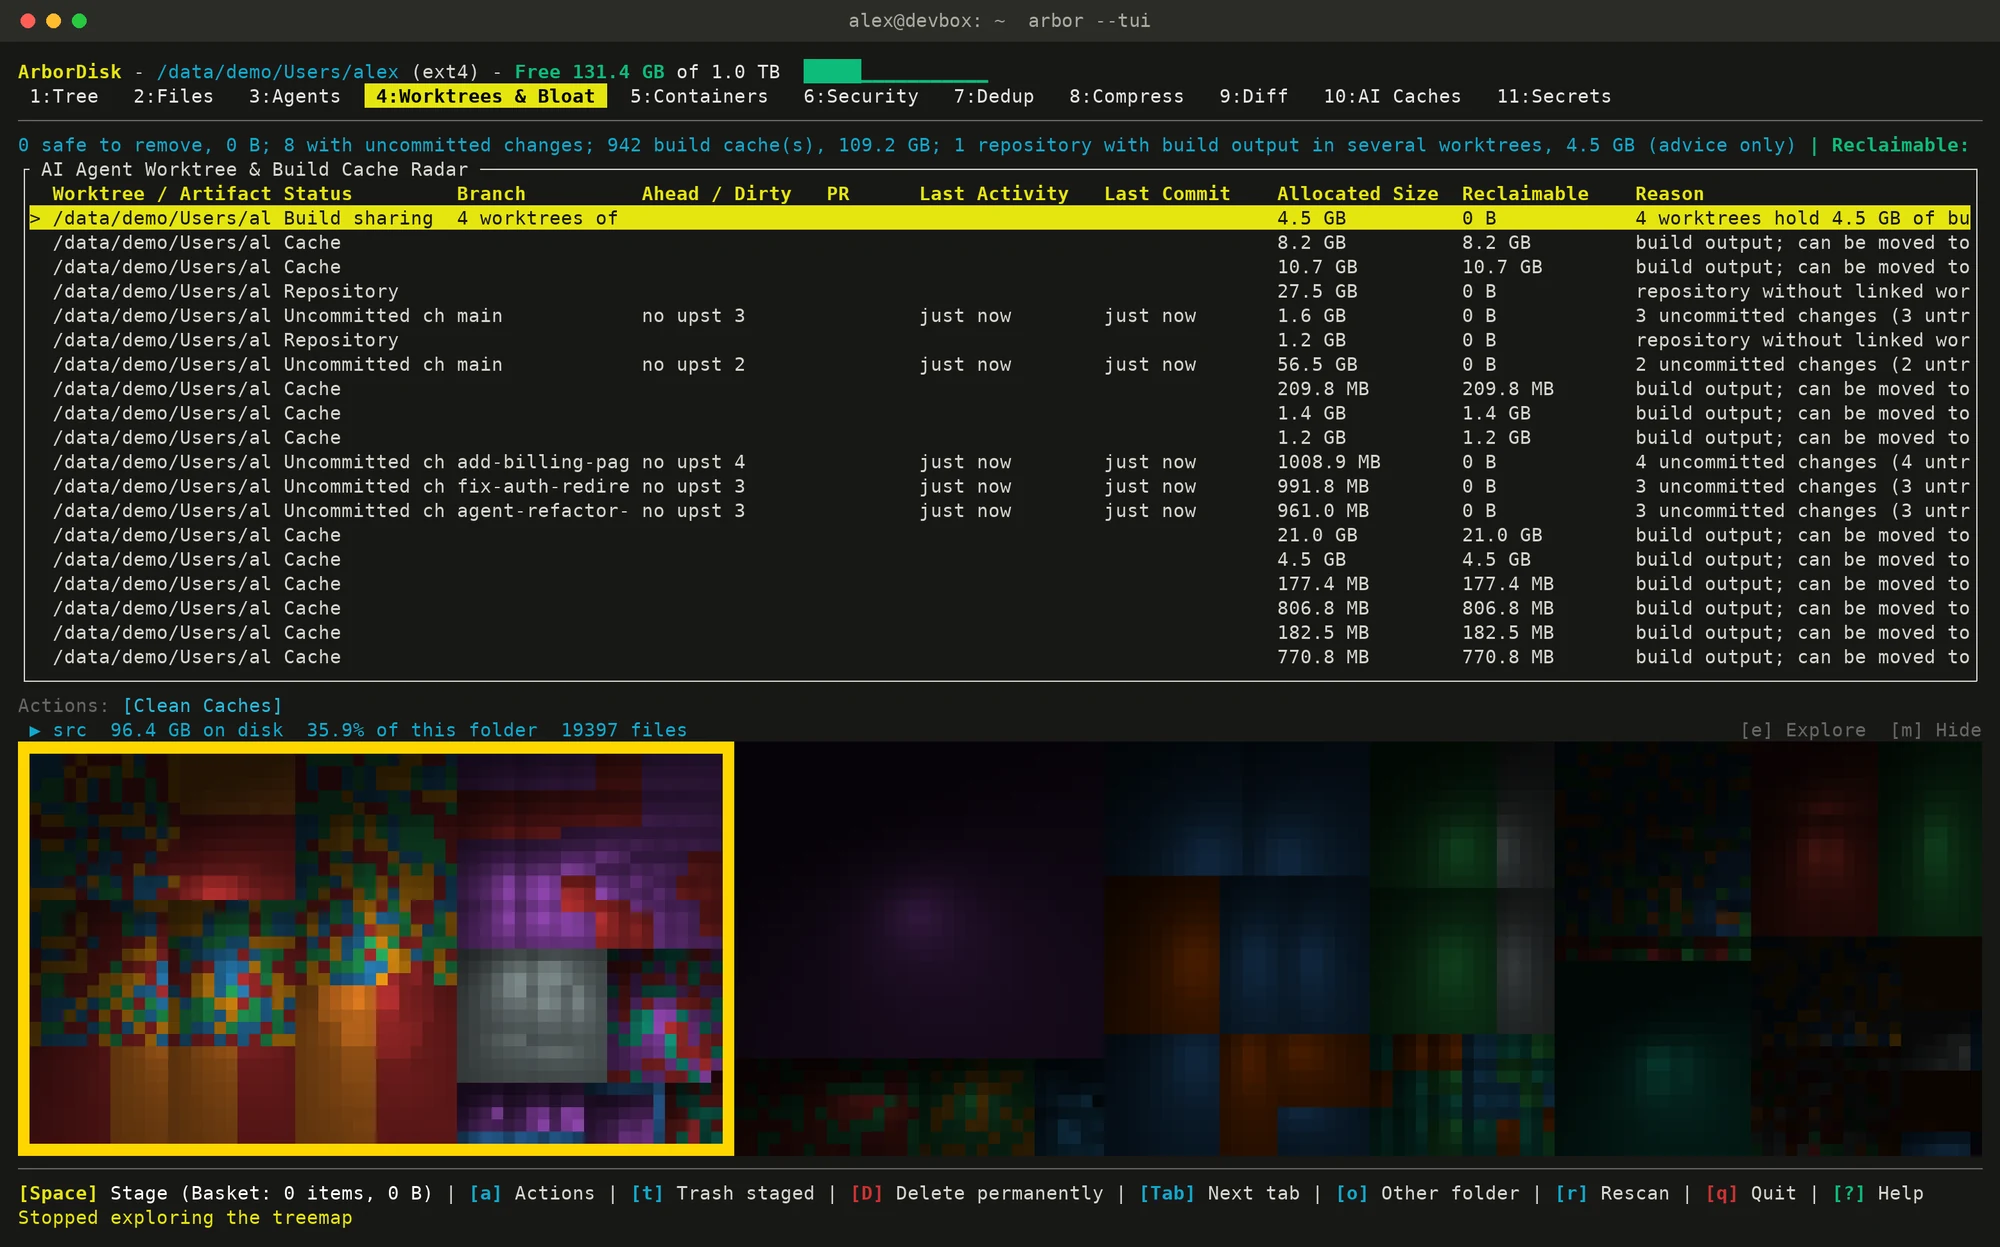 alex@devbox: ~  arbor --tui
ArborDisk - /data/demo/Users/alex (ext4) - Free 131.4 GB of 1.0 TB
1:Tree   2:Files   3:Agents   4:Worktrees & Bloat   5:Containers   6:Security   7:Dedup   8:Compress   9:Diff   10:AI Caches   11:Secrets
0 safe to remove, 0 B; 8 with uncommitted changes; 942 build cache(s), 109.2 GB; 1 repository with build output in several worktrees, 4.5 GB (advice only) | Reclaimable:
AI Agent Worktree & Build Cache Radar
Worktree / Artifact Status   Branch   Ahead / Dirty   PR   Last Activity   Last Commit   Allocated Size   Reclaimable   Reason
> /data/demo/Users/al Build sharing  4 worktrees of   4.5 GB   0 B   4 worktrees hold 4.5 GB of bu
/data/demo/Users/al Cache   8.2 GB   8.2 GB   build output; can be moved to
/data/demo/Users/al Cache   10.7 GB   10.7 GB   build output; can be moved to
/data/demo/Users/al Repository   27.5 GB   0 B   repository without linked wor
/data/demo/Users/al Uncommitted ch main   no upst 3   just now   just now   1.6 GB   0 B   3 uncommitted changes (3 untr
/data/demo/Users/al Repository   1.2 GB   0 B   repository without linked wor
/data/demo/Users/al Uncommitted ch main   no upst 2   just now   just now   56.5 GB   0 B   2 uncommitted changes (2 untr
/data/demo/Users/al Cache   209.8 MB   209.8 MB   build output; can be moved to
/data/demo/Users/al Cache   1.4 GB   1.4 GB   build output; can be moved to
/data/demo/Users/al Cache   1.2 GB   1.2 GB   build output; can be moved to
/data/demo/Users/al Uncommitted ch add-billing-pag no upst 4   just now   just now   1008.9 MB   0 B   4 uncommitted changes (4 untr
/data/demo/Users/al Uncommitted ch fix-auth-redire no upst 3   just now   just now   991.8 MB   0 B   3 uncommitted changes (3 untr
/data/demo/Users/al Uncommitted ch agent-refactor- no upst 3   just now   just now   961.0 MB   0 B   3 uncommitted changes (3 untr
/data/demo/Users/al Cache   21.0 GB   21.0 GB   build output; can be moved to
/data/demo/Users/al Cache   4.5 GB   4.5 GB   build output; can be moved to
/data/demo/Users/al Cache   177.4 MB   177.4 MB   build output; can be moved to
/data/demo/Users/al Cache   806.8 MB   806.8 MB   build output; can be moved to
/data/demo/Users/al Cache   182.5 MB   182.5 MB   build output; can be moved to
/data/demo/Users/al Cache   770.8 MB   770.8 MB   build output; can be moved to
Actions: [Clean Caches]
▶ src  96.4 GB on disk  35.9% of this folder  19397 files   [e] Explore  [m] Hide
[Space] Stage (Basket: 0 items, 0 B) | [a] Actions | [t] Trash staged | [D] Delete permanently | [Tab] Next tab | [o] Other folder | [r] Rescan | [q] Quit | [?] Help
Stopped exploring the treemap